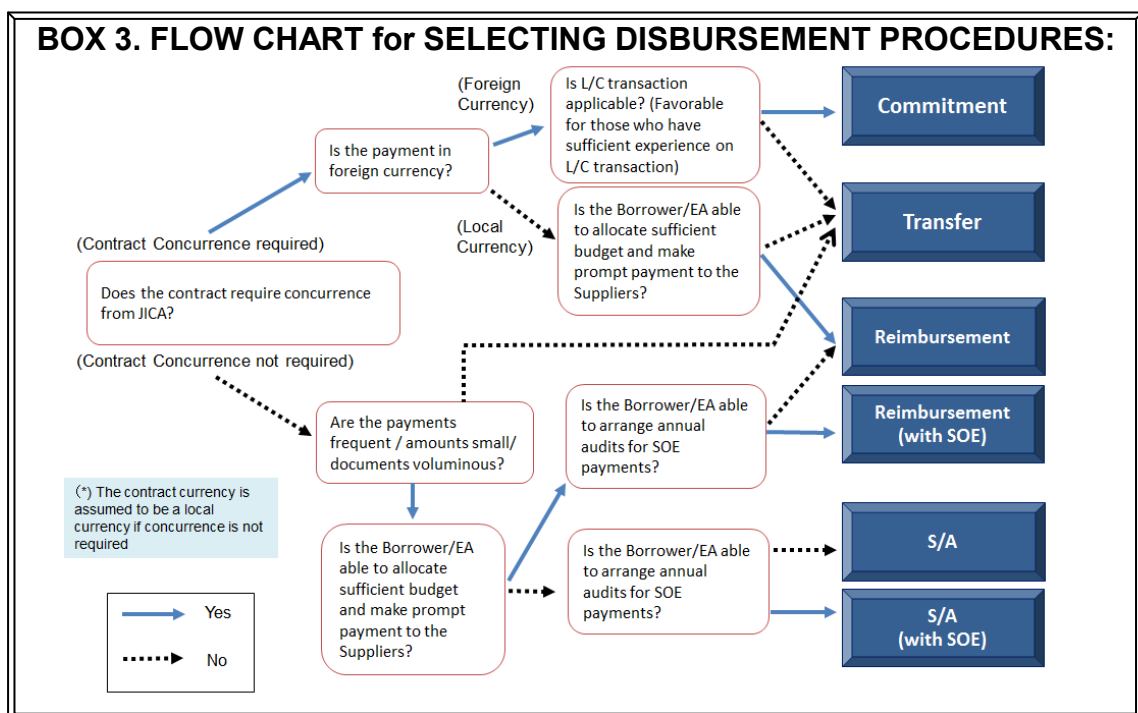 BOX 3. FLOW CHART for SELECTING DISBURSEMENT PROCEDURES:
(Foreign
Currency)
Is L/C transaction
applicable? (Favorable
for those who have
sufficient experience on
L/C transaction)
Commitment
Is the payment in
foreign currency?
(Local
Currency)
Is the Borrower/EA able
to allocate sufficient
budget and make
prompt payment to the
Suppliers?
Transfer
(Contract Concurrence required)
Does the contract require concurrence
from JICA?
(Contract Concurrence not required)
Reimbursement
Are the payments
frequent / amounts small/
documents voluminous?
Is the Borrower/EA able
to arrange annual
audits for SOE
payments?
Reimbursement
(with SOE)
(*) The contract currency is
assumed to be a local
currency if concurrence is not
required
Is the Borrower/EA
able to allocate
sufficient budget
and make prompt
payment to the
Suppliers?
Is the Borrower/EA able
to arrange annual
audits for SOE
payments?
S/A
S/A
(with SOE)
Yes
No